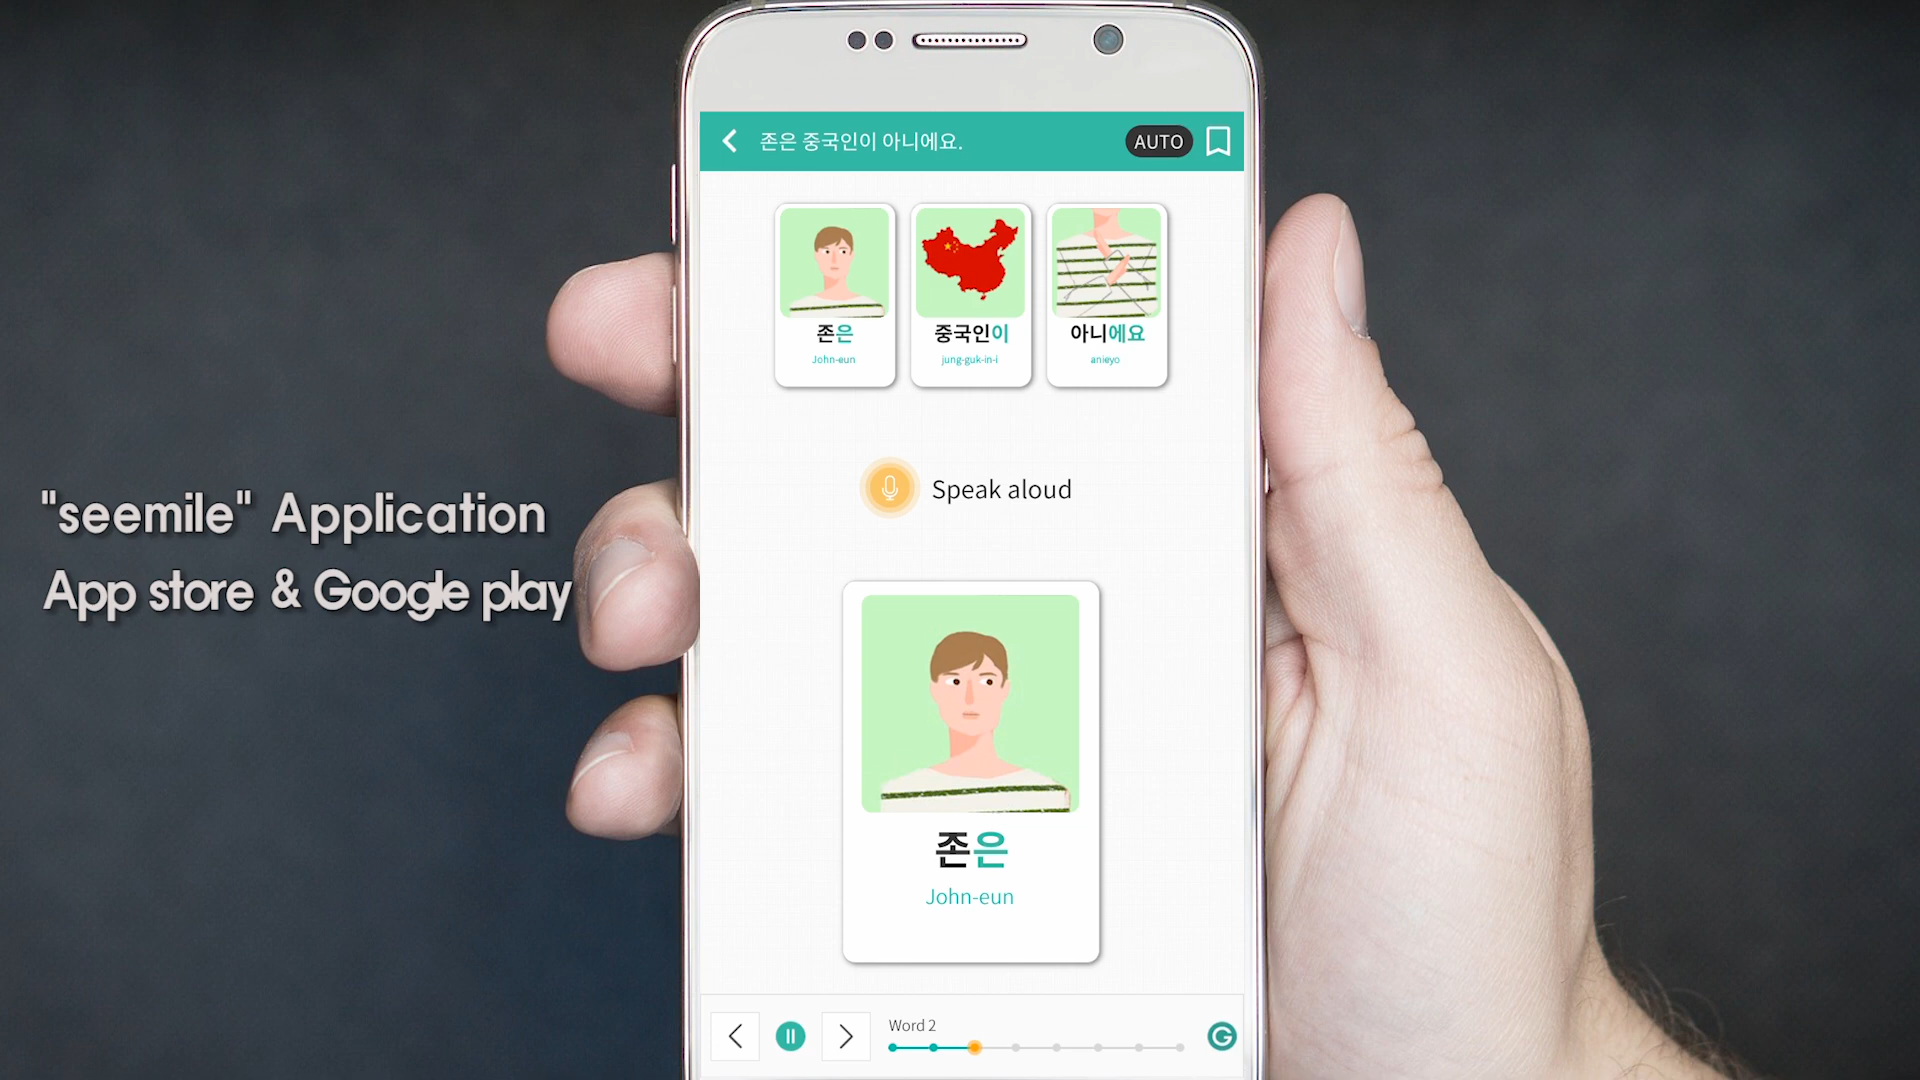 존은 중국인이 아니에요.
AUTO
존은
John-eun
중국인이
jung-guk-in-i
아니에요
anieyo
Speak aloud
"seemile" Application
App store & Google play
존은
John-eun
Word 2
G